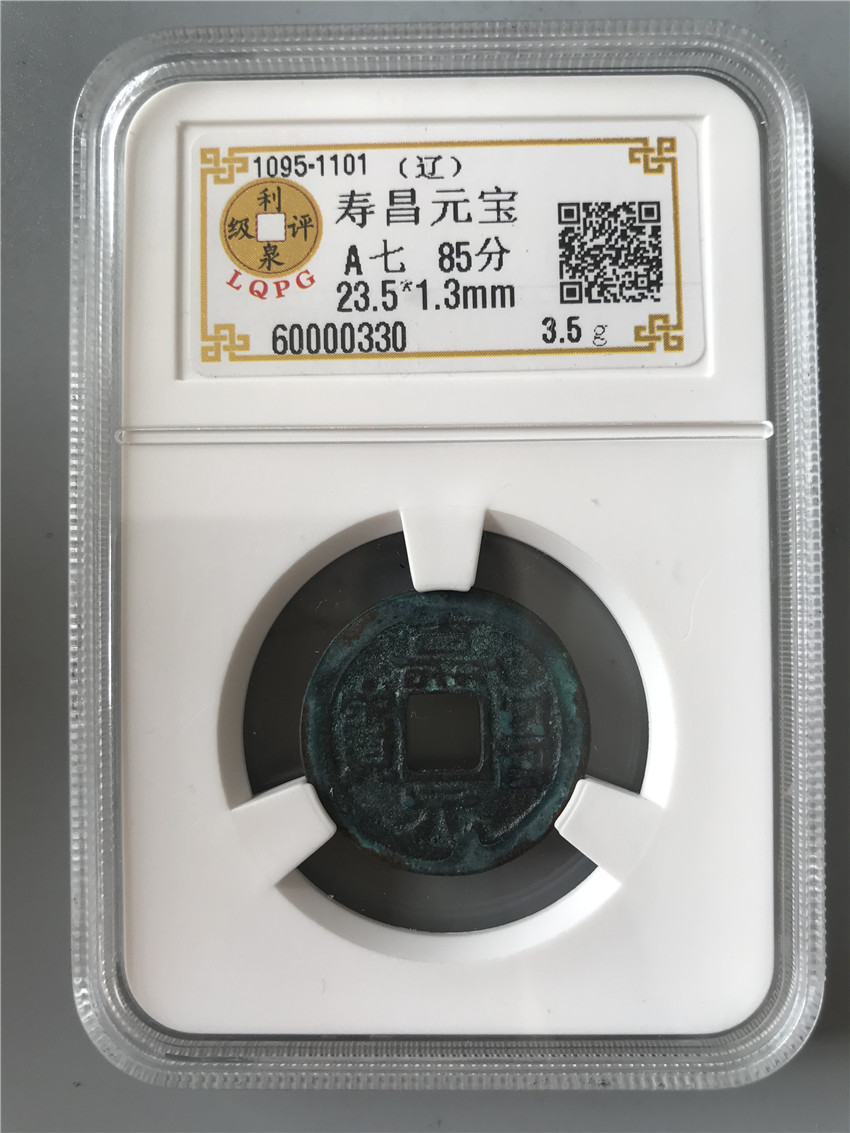 1095-1101 （辽）
利泉评级
LQPG
寿昌元宝
A七 85分
23.5*1.3mm
60000330
3.5 g